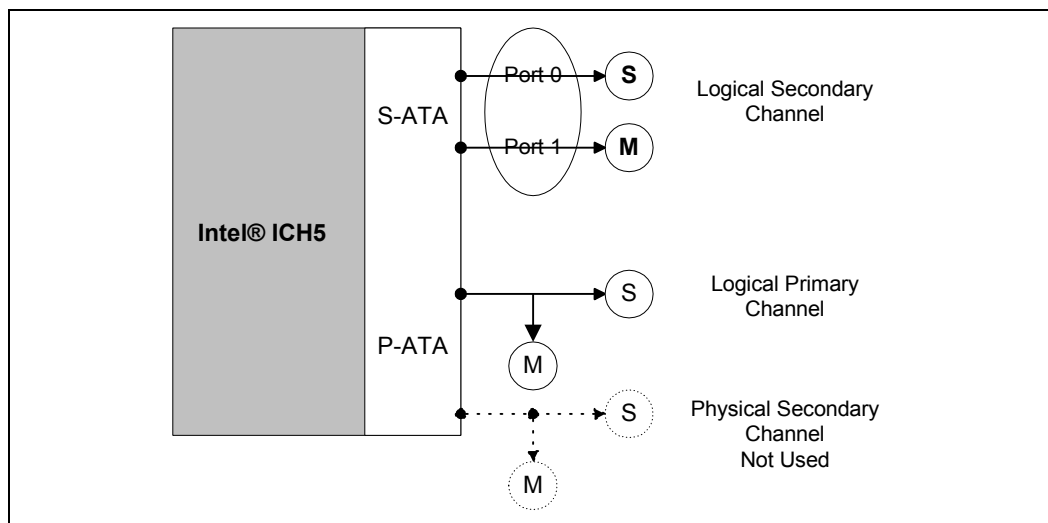 Port 0
S
S-ATA
Logical Secondary
Channel
Port 1
M
Intel® ICH5
S
Logical Primary
Channel
P-ATA
M
S
Physical Secondary
Channel
Not Used
M